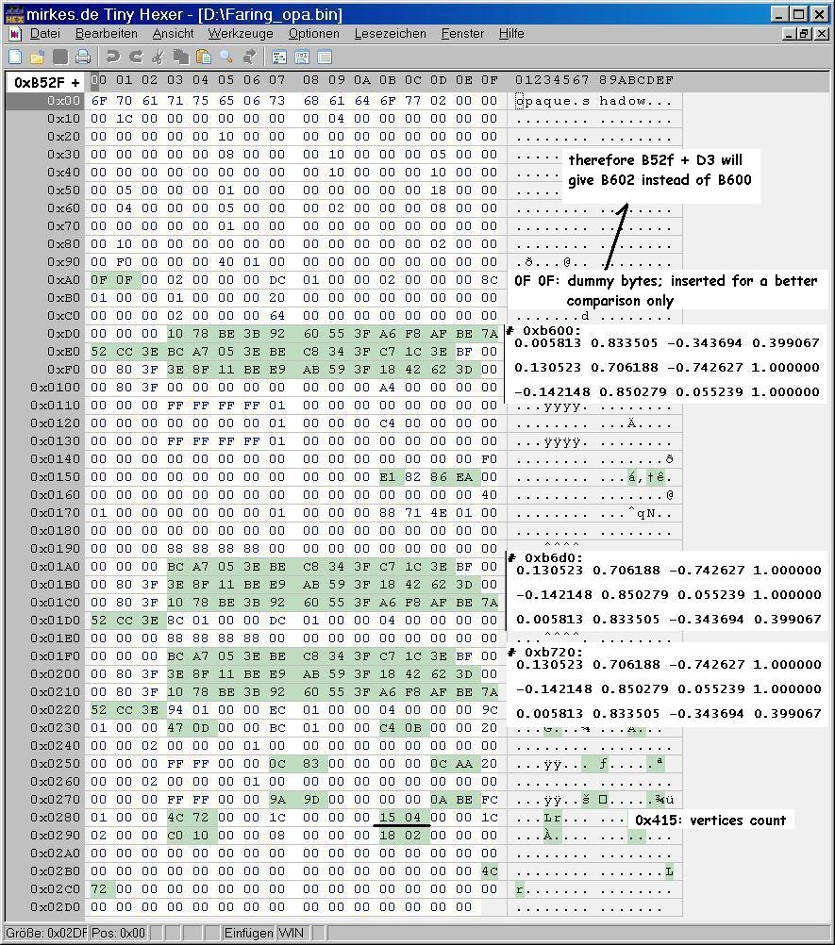 mirkes.de Tiny Hexer - [D:\Faring_opa.bin]
Datei Bearbeiten Ansicht Werkzeuge Optionen Lesezeichen Fenster Hilfe
0xB52F + 00 01 02 03 04 05 06 07 08 09 0A 0B 0C 0D 0E 0F 01234567 89ABCDEF
0x00 6F 70 61 71 75 65 06 73 68 61 64 6F 77 02 00 00 opaque.s hadow...
0x10 00 1C 00 00 00 00 00 00 00 04 00 00 00 00 00 00 ........ ........
0x20 00 00 00 00 00 10 00 00 00 00 00 00 00 00 00 00 ........ ........
0x30 00 00 00 00 00 08 00 00 00 10 00 00 00 05 00 00
0x40 00 00 00 00 00 00 00 00 00 10 00 00 00 10 00 00
0x50 00 05 00 00 00 01 00 00 00 00 00 00 00 18 00 00
0x60 00 04 00 00 00 05 00 00 00 02 00 00 00 08 00 00 ........ ........
0x70 00 00 00 00 00 01 00 00 00 00 00 00 00 00 00 00 ........ ........
0x80 00 10 00 00 00 00 00 00 00 00 00 00 00 02 00 00 ........ ........
0x90 00 F0 00 00 00 40 01 00 00 00 00 00 00 00 00 00 .ð...@.. ........
therefore B52f + D3 will
give B602 instead of B600
0xA0 0F 0F 00 02 00 00 00 DC 01 00 00 02 00 00 00 8C
0xB0 01 00 00 01 00 00 00 20 00 00 00 00 00 00 00 00
0xC0 00 00 00 02 00 00 00 64 00 00 00 00 00 00 00 00 .......d ........
0F 0F: dummy bytes; inserted for a better
comparison only
0xD0 00 00 00 10 78 BE 3B 92 60 55 3F A6 F8 AF BE 7A
0xE0 52 CC 3E BC A7 05 3E BE C8 34 3F C7 1C 3E BF 00
0xF0 00 80 3F 3E 8F 11 BE E9 AB 59 3F 18 42 62 3D 00
0x0100 00 80 3F 00 00 00 00 00 00 00 00 A4 00 00 00 00
# 0xb600:
0.005813 0.833505 -0.343694 0.399067
0.130523 0.706188 -0.742627 1.000000
-0.142148 0.850279 0.055239 1.000000
0x0110 00 00 00 FF FF FF FF 01 00 00 00 00 00 00 00 00 ...ÿÿÿÿ. ........
0x0120 00 00 00 00 00 00 00 00 00 00 00 C4 00 00 00 00 ........ ...Ä....
0x0130 00 00 00 FF FF FF FF 01 00 00 00 00 00 00 00 00 ...ÿÿÿÿ. ........
0x0140 00 00 00 00 00 00 00 00 00 00 00 00 00 00 00 F0 ........ .......ð
0x0150 00 00 00 00 00 00 00 00 00 00 00 E1 82 86 EA 00 ........ ...á‚†ê.
0x0160 00 00 00 00 00 00 00 00 00 00 00 00 00 00 00 40 ........ .......@
0x0170 01 00 00 00 00 00 00 01 00 00 00 88 71 4E 01 00 ........ ...ˆqN..
0x0180 00 00 00 00 00 00 00 00 00 00 00 00 00 00 00 00 ........ ........
0x0190 00 00 00 88 88 88 88 00 00 00 00 00 00 00 00 00
0x01A0 00 00 00 BC A7 05 3E BE C8 34 3F C7 1C 3E BF 00
0x01B0 00 80 3F 3E 8F 11 BE E9 AB 59 3F 18 42 62 3D 00
0x01C0 00 80 3F 10 78 BE 3B 92 60 55 3F A6 F8 AF BE 7A
0x01D0 52 CC 3E 8C 01 00 00 DC 01 00 00 04 00 00 00 00
# 0xb6d0:
0.130523 0.706188 -0.742627 1.000000
-0.142148 0.850279 0.055239 1.000000
0.005813 0.833505 -0.343694 0.399067
0x01E0 00 00 00 88 88 88 88 00 00 00 00 00 00 00 00 00
0x01F0 00 00 00 BC A7 05 3E BE C8 34 3F C7 1C 3E BF 00
0x0200 00 80 3F 3E 8F 11 BE E9 AB 59 3F 18 42 62 3D 00
0x0210 00 80 3F 10 78 BE 3B 92 60 55 3F A6 F8 AF BE 7A
0x0220 52 CC 3E 94 01 00 00 EC 01 00 00 04 00 00 00 9C
# 0xb720:
0.130523 0.706188 -0.742627 1.000000
-0.142148 0.850279 0.055239 1.000000
0.005813 0.833505 -0.343694 0.399067
0x0230 01 00 00 47 0D 00 00 BC 01 00 00 C4 0B 00 00 20
0x0240 00 00 02 00 00 00 01 00 00 00 00 00 00 00 00 00 ........ ........
0x0250 00 00 00 FF FF 00 00 0C 83 00 00 00 00 0C AA 20
0x0260 00 00 02 00 00 00 01 00 00 00 00 00 00 00 00 00 ........ ........
0x0270 00 00 00 FF FF 00 00 9A 9D 00 00 00 00 0A BE FC
0x0280 01 00 00 4C 72 00 00 1C 00 00 00 15 04 00 00 1C ...Lr...
0x415: vertices count
0x0290 02 00 00 C0 10 00 00 08 00 00 00 18 02 00 00 00 ...À.... ........
0x02A0 00 00 00 00 00 00 00 00 00 00 00 00 00 00 00 00 ........ ........
0x02B0 00 00 00 00 00 00 00 00 00 00 00 00 00 00 00 4C ........ .......L
0x02C0 72 00 00 00 00 00 00 00 00 00 00 00 00 00 00 00 r....... ........
0x02D0 00 00 00 00 00 00 00 00 00 00 00 00 00 00 00 ........ .......
Größe: 0x02DF Pos: 0x00 Einfügen WIN